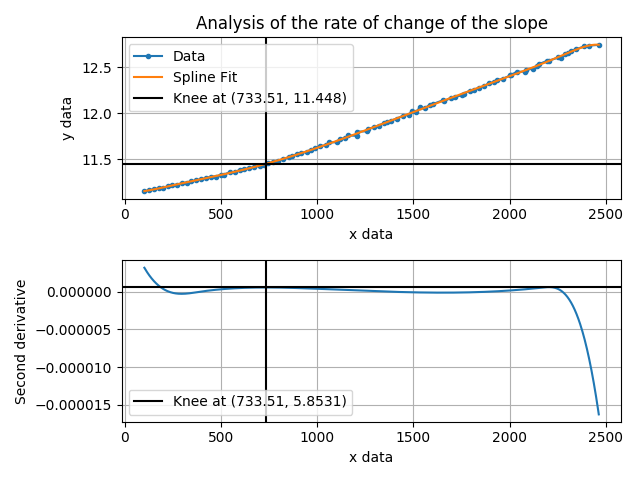 Analysis of the rate of change of the slope
Data
Spline Fit
Knee at (733.51, 11.448)
y data
12.5
12.0
11.5
0 500 1000 1500 2000 2500
x data
Second derivative
0.000000
−0.000005
−0.000010
−0.000015
Knee at (733.51, 5.8531)
0 500 1000 1500 2000 2500
x data